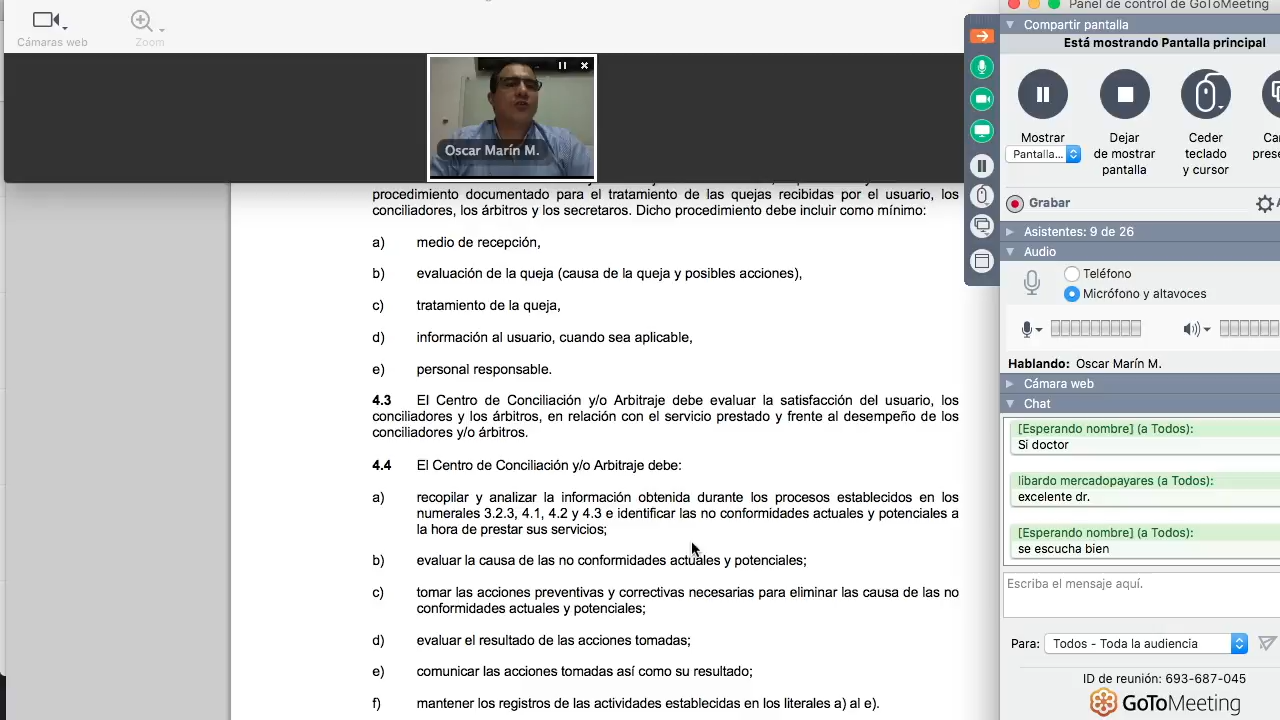 Cámaras web
Zoom
Oscar Marín M.
procedimiento documentado para el tratamiento de las quejas recibidas por el usuario, los
conciliadores, los árbitros y los secretaros. Dicho procedimiento debe incluir como mínimo:
a) medio de recepción,
b) evaluación de la queja (causa de la queja y posibles acciones),
c) tratamiento de la queja,
d) información al usuario, cuando sea aplicable,
e) personal responsable.
4.3 El Centro de Conciliación y/o Arbitraje debe evaluar la satisfacción del usuario, los
conciliadores y los árbitros, en relación con el servicio prestado y frente al desempeño de los
conciliadores y/o árbitros.
4.4 El Centro de Conciliación y/o Arbitraje debe:
a) recopilar y analizar la información obtenida durante los procesos establecidos en los
numerales 3.2.3, 4.1, 4.2 y 4.3 e identificar las no conformidades actuales y potenciales a
la hora de prestar sus servicios;
b) evaluar la causa de las no conformidades actuales y potenciales;
c) tomar las acciones preventivas y correctivas necesarias para eliminar las causa de las no
conformidades actuales y potenciales;
d) evaluar el resultado de las acciones tomadas;
e) comunicar las acciones tomadas así como su resultado;
f) mantener los registros de las actividades establecidas en los literales a) al e).
Panel de control de GoToMeeting
Compartir pantalla
Está mostrando Pantalla principal
Mostrar
Pantalla...
Dejar
de mostrar
pantalla
Ceder
teclado
y cursor
Grabar
Asistentes: 9 de 26
Audio
Teléfono
Micrófono y altavoces
Hablando: Oscar Marín M.
Cámara web
Chat
[Esperando nombre] (a Todos):
Si doctor
libardo mercadopayares (a Todos):
excelente dr.
[Esperando nombre] (a Todos):
se escucha bien
Escriba el mensaje aquí.
Para: Todos - Toda la audiencia
ID de reunión: 693-687-045
GoToMeeting